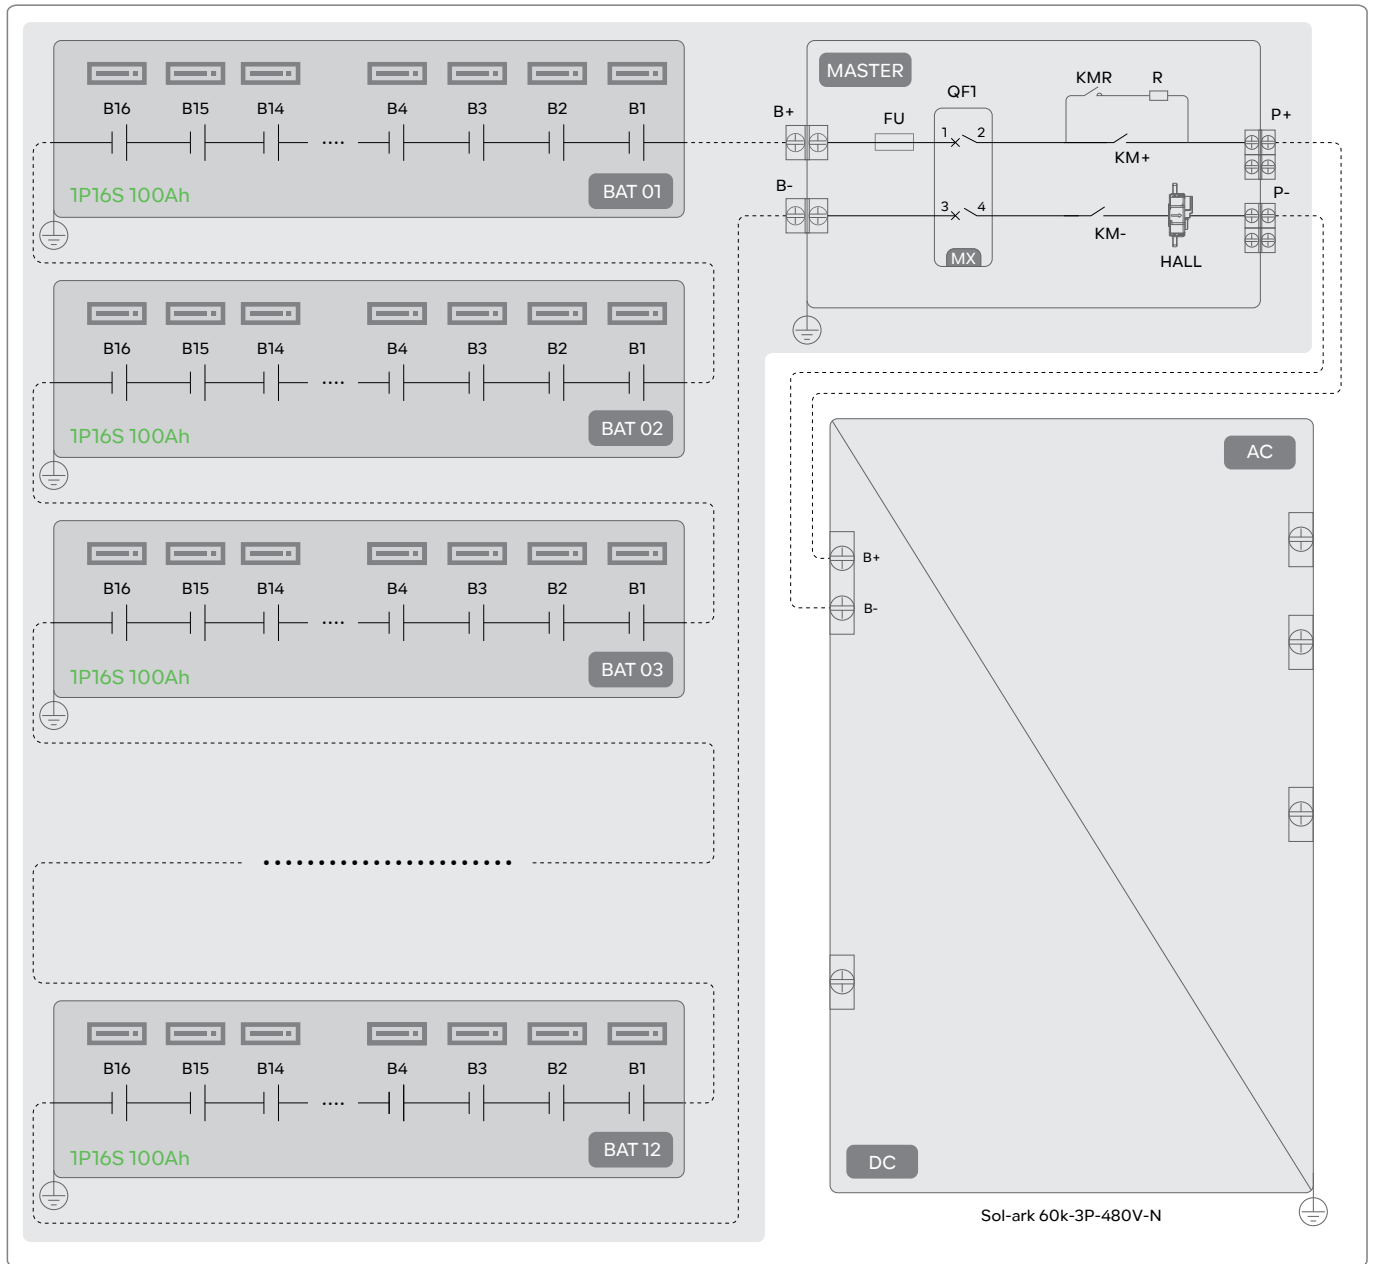 B16 B15 B14 B4 B3 B2 B1
1P16S 100Ah
BAT 01
MASTER
B+
B-
FU
QF1
1 2
3 4
MX
KMR R
KM+
KM-
HALL
P+
P-
B16 B15 B14 .... B4 B3 B2 B1
1P16S 100Ah
BAT 02
B16 B15 B14 .... B4 B3 B2 B1
1P16S 100Ah
BAT 03
B16 B15 B14 .... B4 B3 B2 B1
1P16S 100Ah
BAT 12
AC
B+
B-
DC
Sol-ark 60k-3P-480V-N